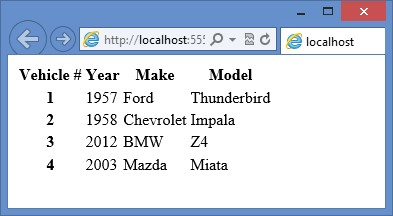 http://localhost:555
localhost
Vehicle # Year Make Model
1 1957 Ford Thunderbird
2 1958 Chevrolet Impala
3 2012 BMW Z4
4 2003 Mazda Miata